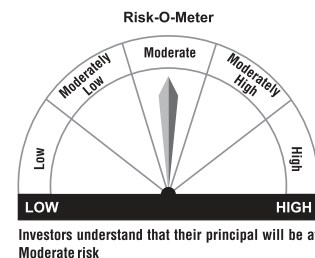 Risk-O-Meter
Moderate
Moderately
Low
Moderately
High
Low
High
LOW HIGH
Investors understand that their principal will be
Moderate risk